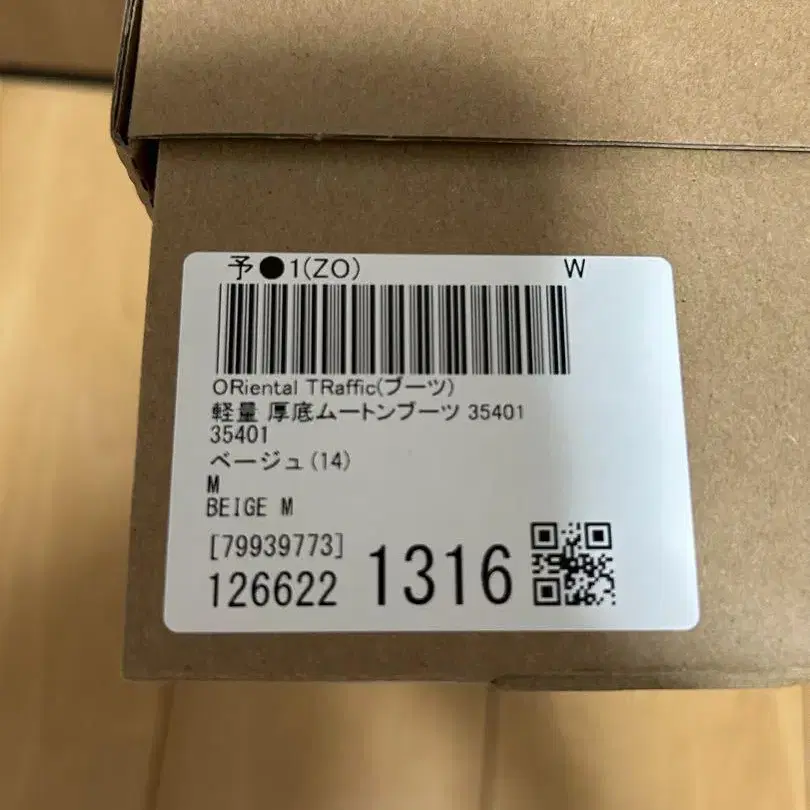 予●1(ZO) W
ORiental TRaffic(ブーツ)
軽量 厚底ムートンブーツ 35401
35401
ベージュ(14)
M
BEIGE M
[79939773]
126622 1316